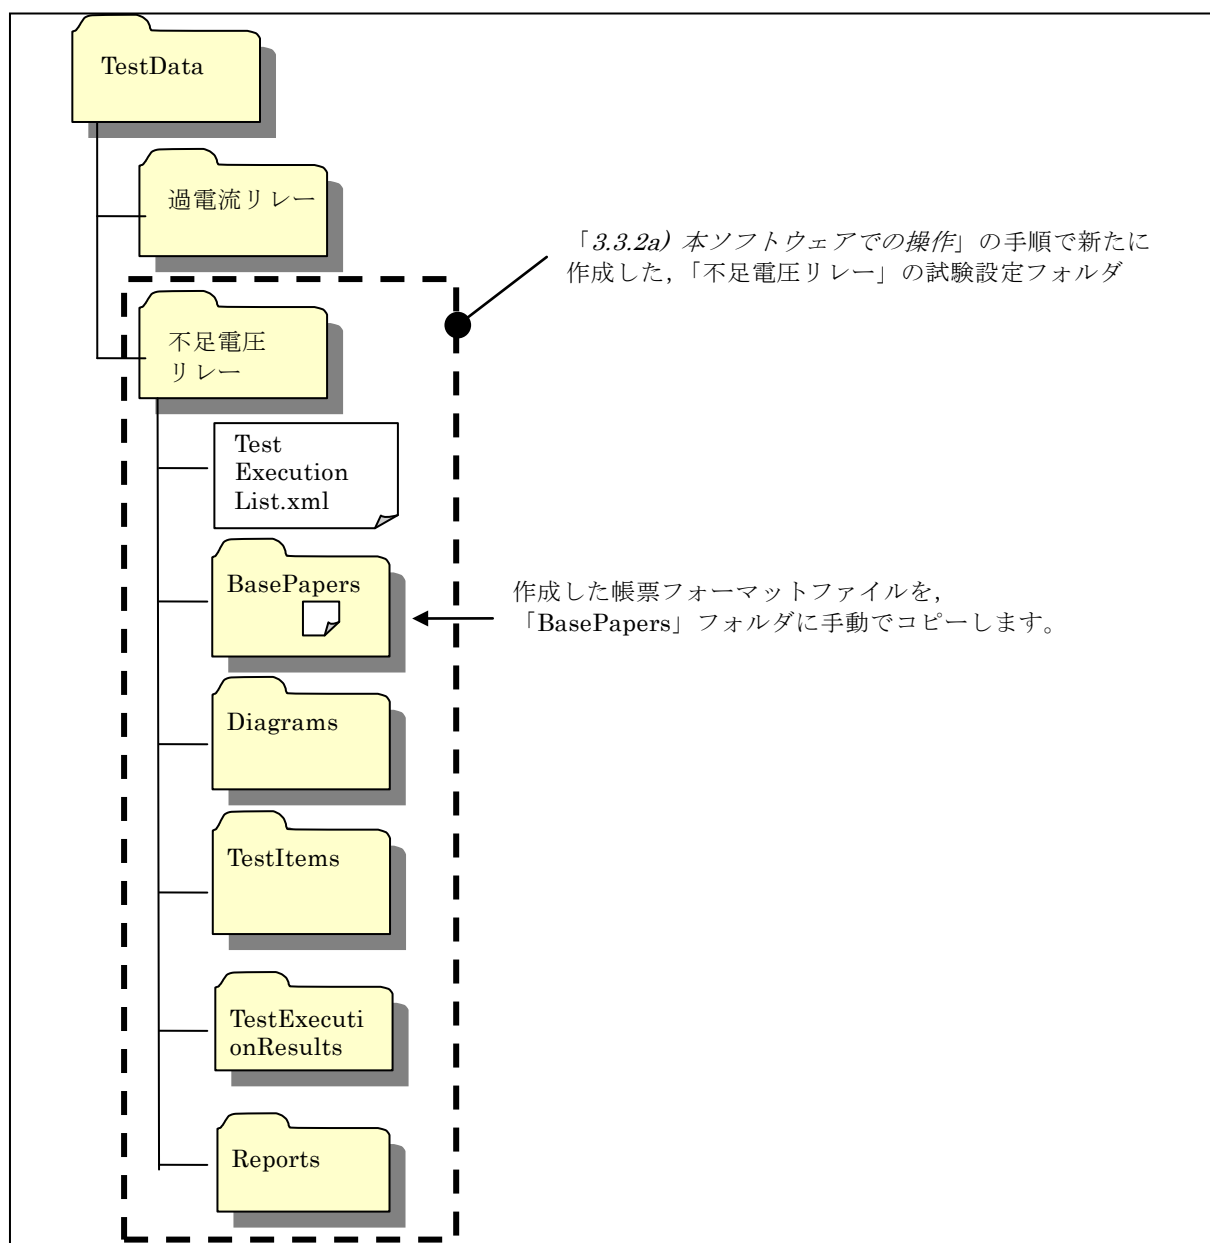 TestData
過電流リレー
「3.3.2a) 本ソフトウェアでの操作」の手順で新たに
作成した,「不足電圧リレー」の試験設定フォルダ
不足電圧
リレー
Test
Execution
List.xml
BasePapers
作成した帳票フォーマットファイルを,
「BasePapers」フォルダに手動でコピーします。
Diagrams
TestItems
TestExecuti
onResults
Reports